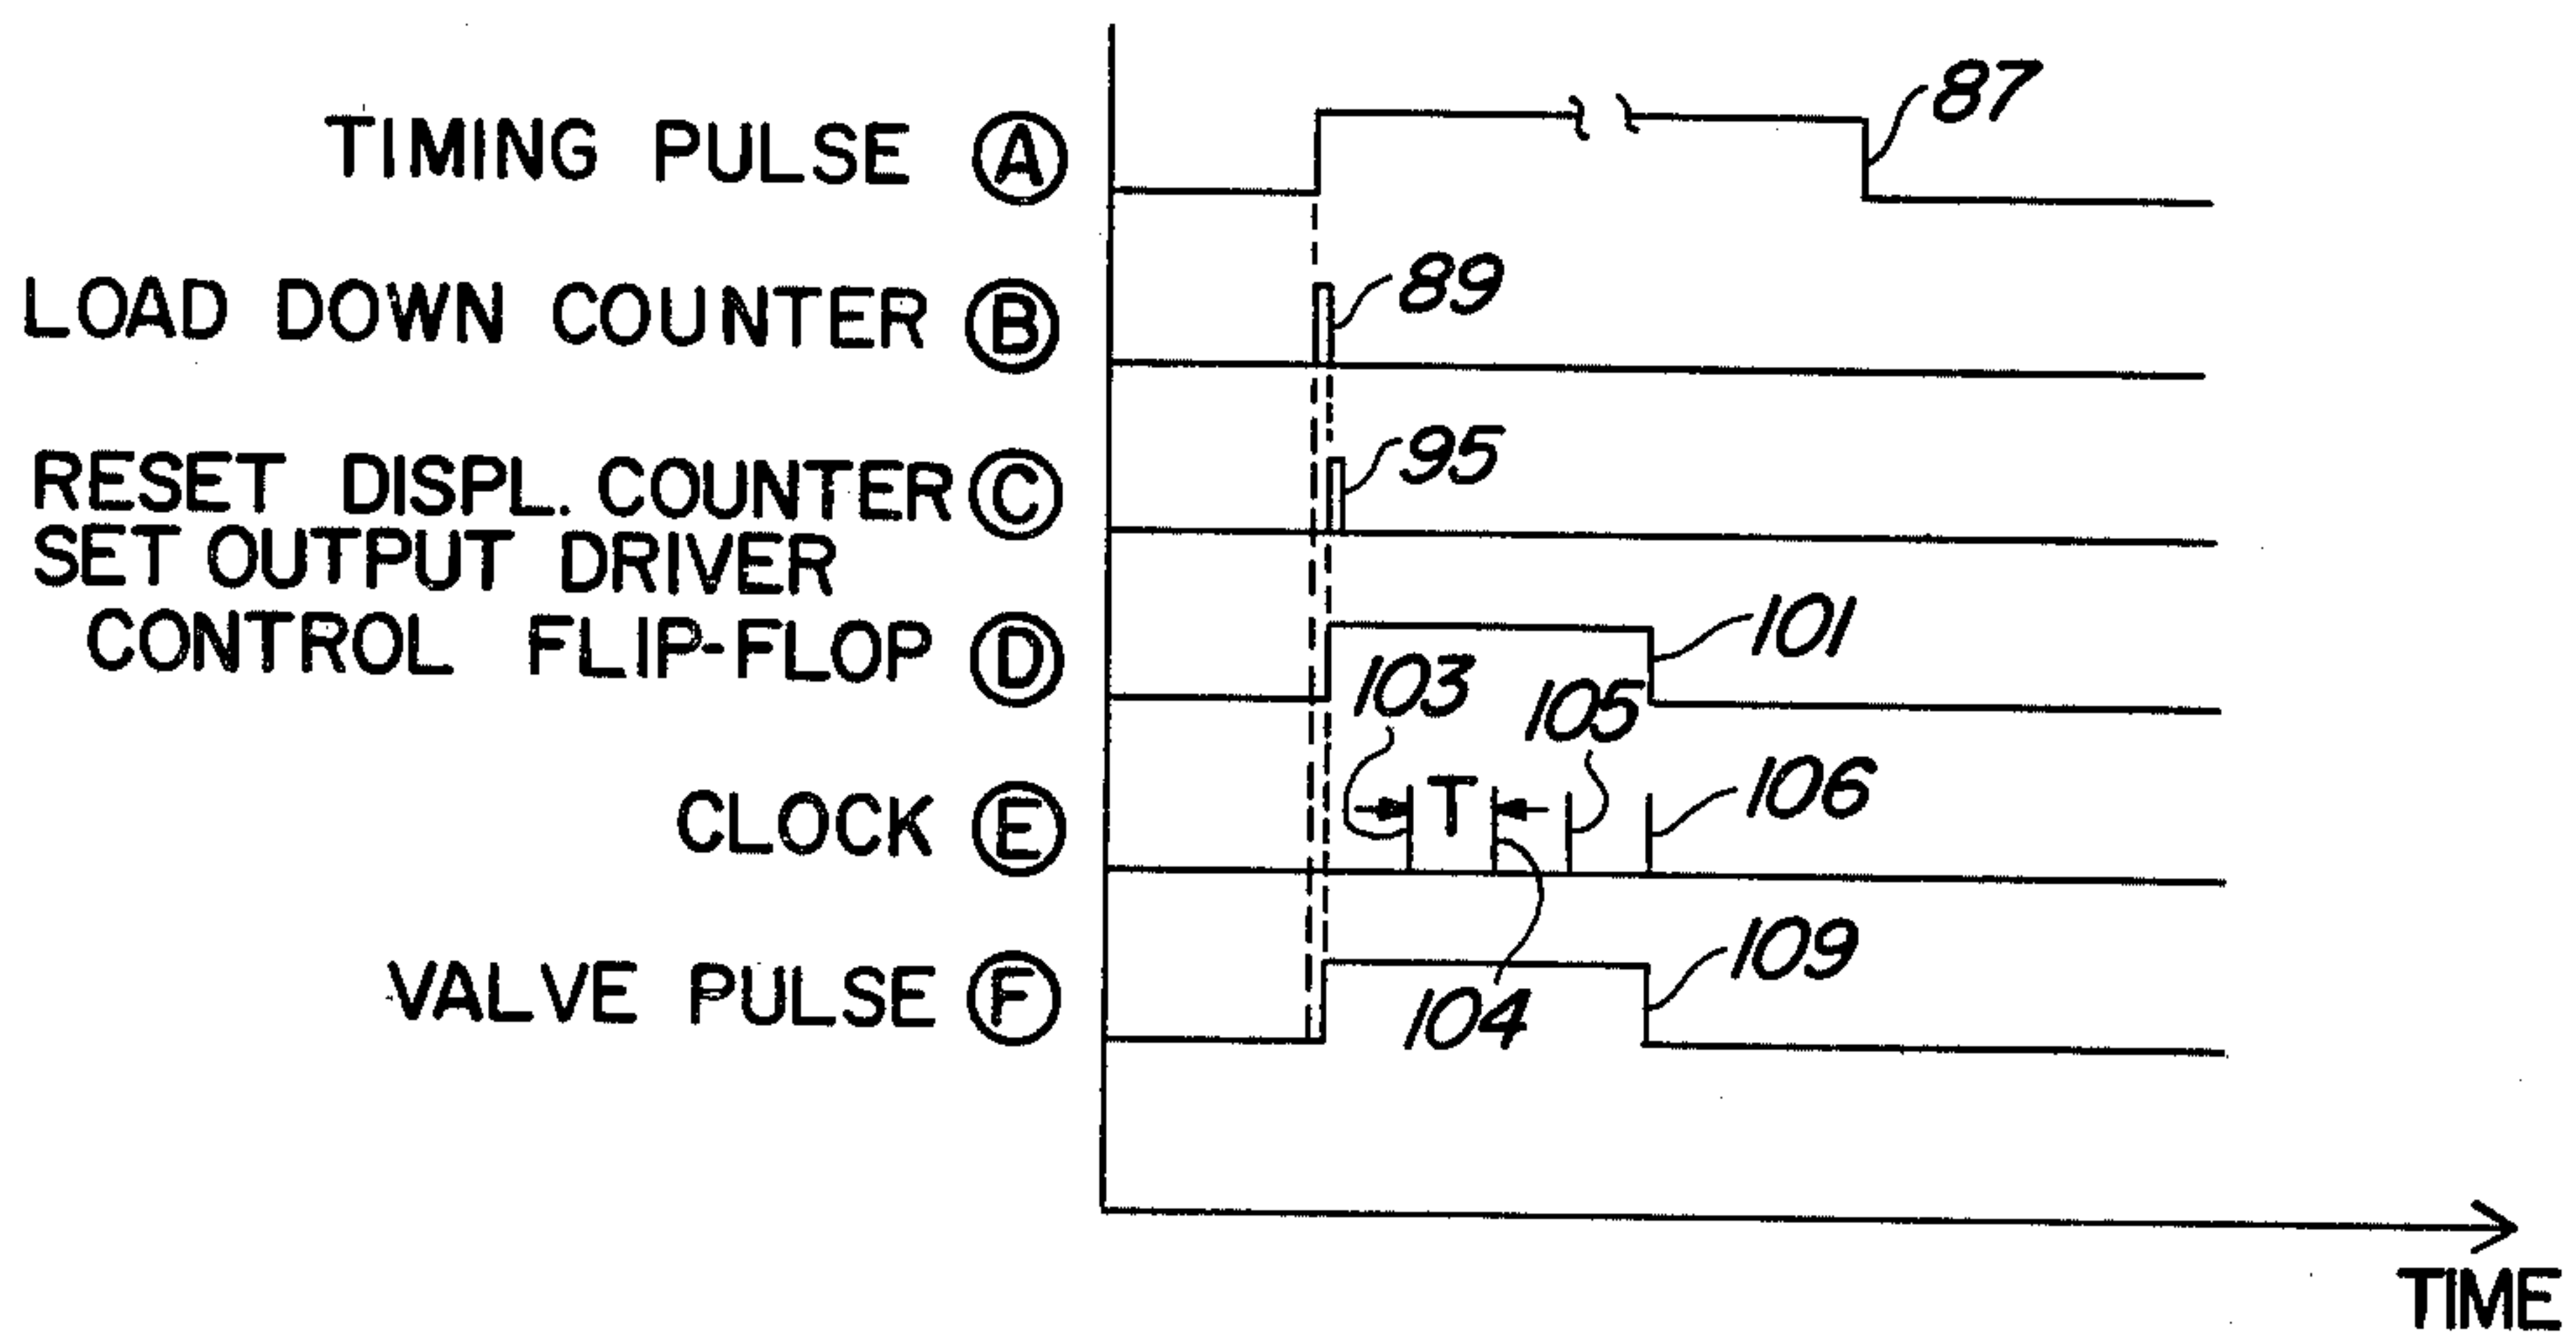 TIMING PULSE A
87
LOAD DOWN COUNTER B
89
RESET DISPL. COUNTER C
95
SET OUTPUT DRIVER
CONTROL FLIP-FLOP D
101
103
105
CLOCK E
T
106
VALVE PULSE F
104
109
TIME